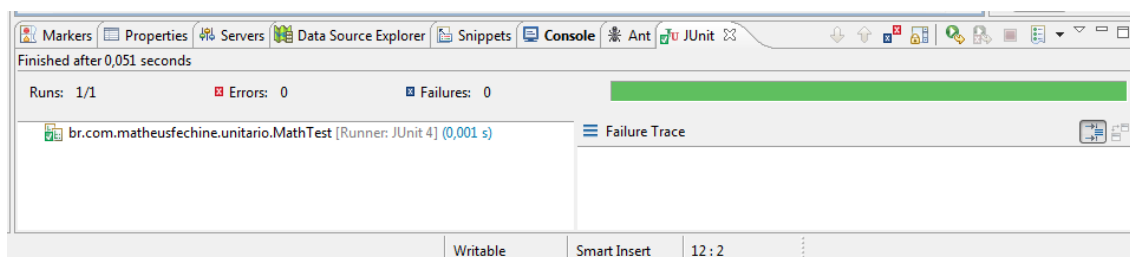 Markers Properties Servers Data Source Explorer Snippets Console Ant JUnit
Finished after 0,051 seconds
Runs: 1/1 Errors: 0 Failures: 0
br.com.matheusfechine.unitario.MathTest [Runner: JUnit 4] (0,001 s) Failure Trace
Writable Smart Insert 12 : 2